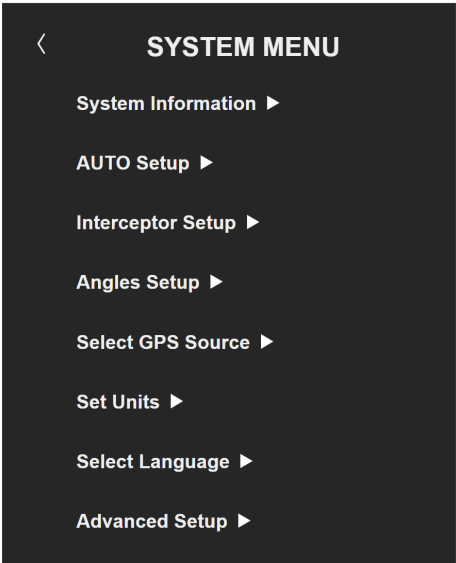 SYSTEM MENU
System Information
AUTO Setup
Interceptor Setup
Angles Setup
Select GPS Source
Set Units
Select Language
Advanced Setup